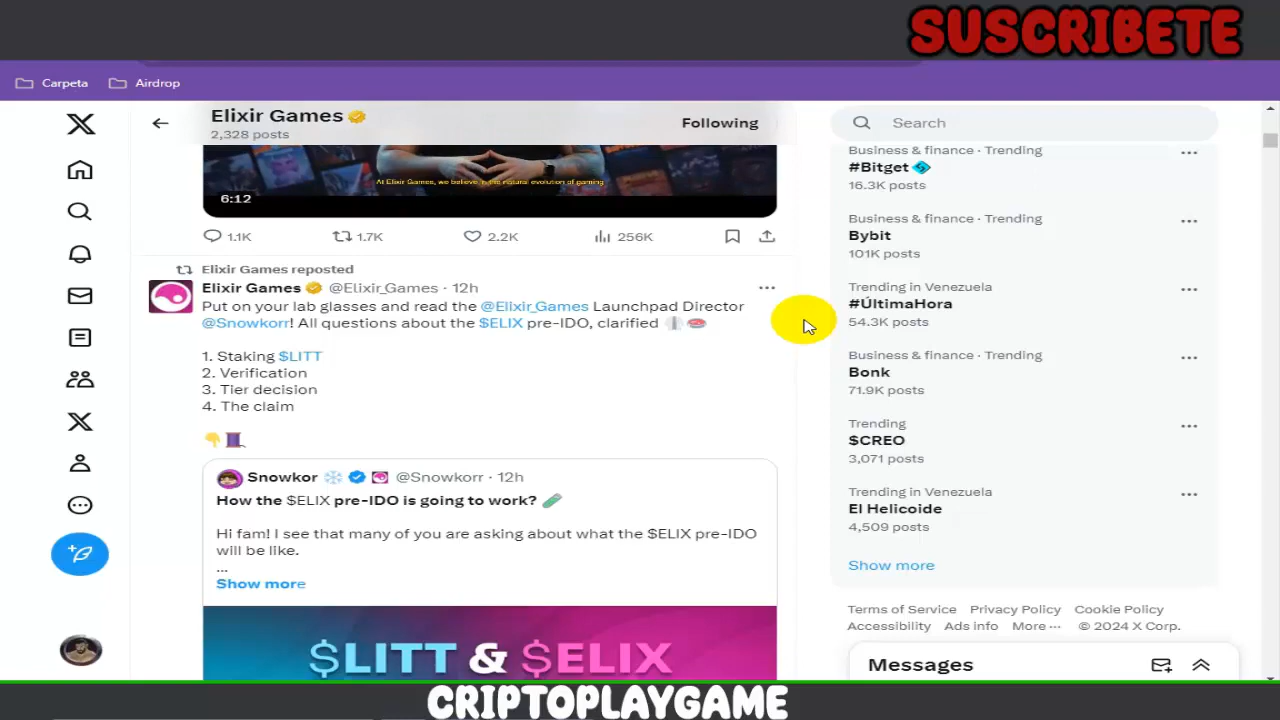 SUSCRIBETE
Carpeta
Airdrop
Elixir Games
2,328 posts
Following
Search
At Elixir Games, we believe in the natural evolution of gaming
6:12
1.1K
1.7K
2.2K
256K
Elixir Games reposted
Elixir Games @Elixir_Games · 12h
Put on your lab glasses and read the @Elixir_Games Launchpad Director
@Snowkorr! All questions about the $ELIX pre-IDO, clarified
1. Staking $LITT
2. Verification
3. Tier decision
4. The claim
Snowkor @Snowkorr · 12h
How the $ELIX pre-IDO is going to work?
Hi fam! I see that many of you are asking about what the $ELIX pre-IDO
will be like.
...
Show more
$LITT & $ELIX
Business & finance · Trending
#Bitget
16.3K posts
Business & finance · Trending
Bybit
101K posts
Trending in Venezuela
#ÚltimaHora
54.3K posts
Business & finance · Trending
Bonk
71.9K posts
Trending
$CREO
3,071 posts
Trending in Venezuela
El Helicoide
4,509 posts
Show more
Terms of Service Privacy Policy Cookie Policy
Accessibility Ads info More ··· © 2024 X Corp.
Messages
CRIPTOPLAYGAME